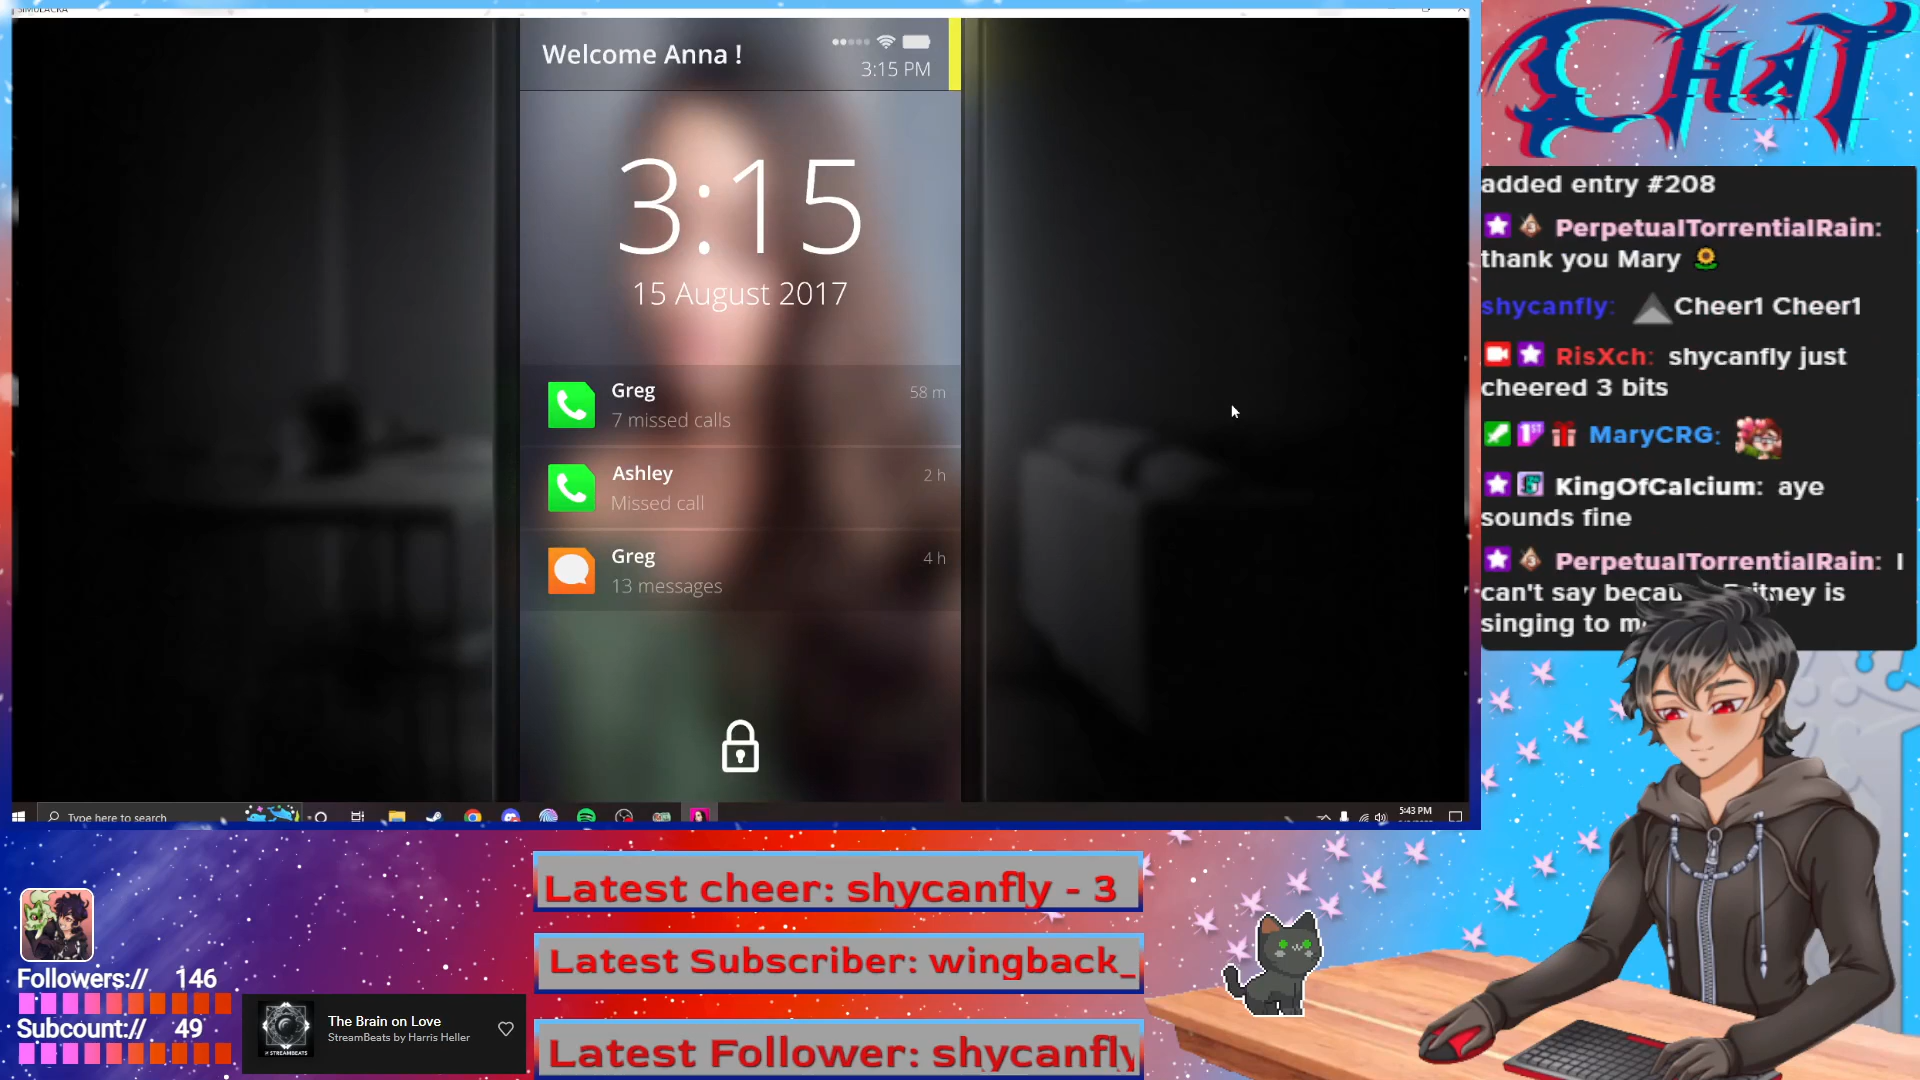 SIMULACRA
Welcome Anna !
3:15 PM
3:15
15 August 2017
Greg
58 m
7 missed calls
Ashley
2 h
Missed call
Greg
4 h
13 messages
Type here to search
5:43 PM
CHAT
added entry #208
PerpetualTorrentialRain:
thank you Mary
shycanfly: Cheer1 Cheer1
RisXch: shycanfly just
cheered 3 bits
MaryCRG:
KingOfCalcium: aye
sounds fine
PerpetualTorrentialRain: I
can't say is
singing to
Latest cheer: shycanfly - 3
Latest Subscriber: wingback_
Latest Follower: shycanfly
Followers:// 146
Subcount:// 49
The Brain on Love
StreamBeats by Harris Heller
STREAMBEATS